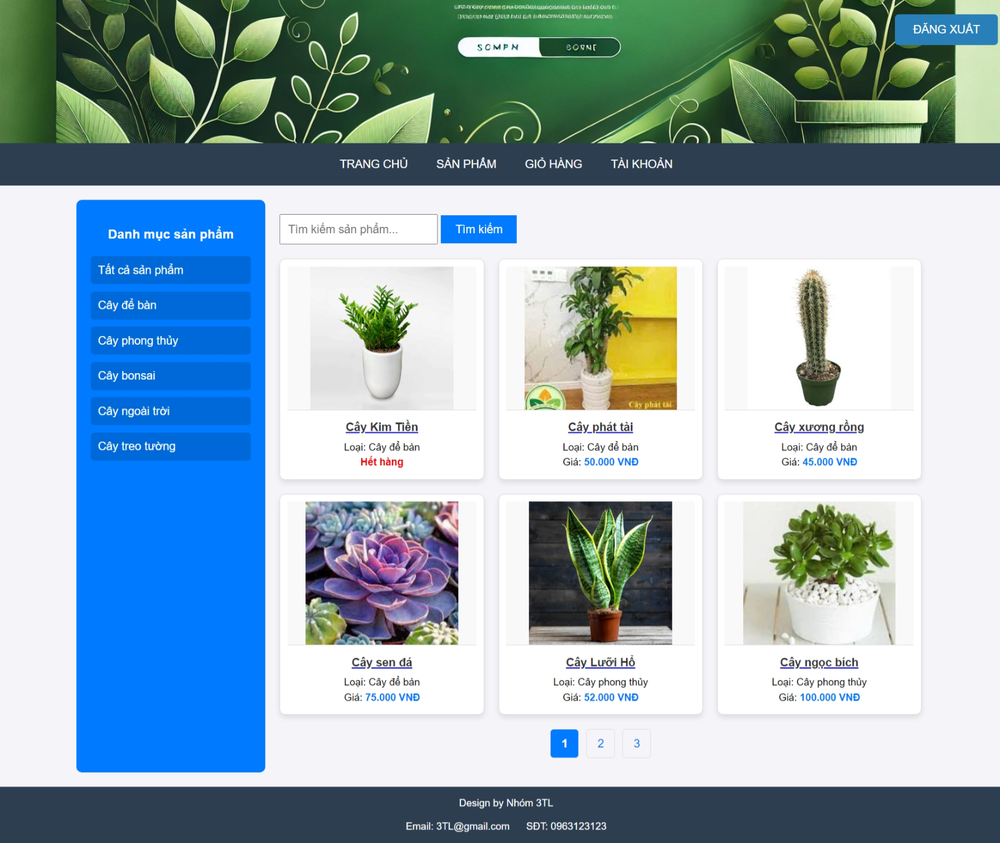 ĐĂNG XUẤT
SOMPN
TRANG CHỦ SẢN PHẨM GIỎ HÀNG TÀI KHOẢN
Danh mục sản phẩm
Tất cả sản phẩm
Cây để bàn
Cây phong thủy
Cây bonsai
Cây ngoài trời
Cây treo tường
Tìm kiếm sản phẩm... Tìm kiếm
Cây phát tài
Cây Kim Tiền
Loại: Cây để bàn
Hết hàng
Cây phát tài
Loại: Cây để bàn
Giá: 50.000 VNĐ
Cây xương rồng
Loại: Cây để bàn
Giá: 45.000 VNĐ
Cây sen đá
Loại: Cây để bàn
Giá: 75.000 VNĐ
Cây Lưỡi Hổ
Loại: Cây phong thủy
Giá: 52.000 VNĐ
Cây ngọc bích
Loại: Cây phong thủy
Giá: 100.000 VNĐ
1 2 3
Design by Nhóm 3TL
Email: 3TL@gmail.com SĐT: 0963123123